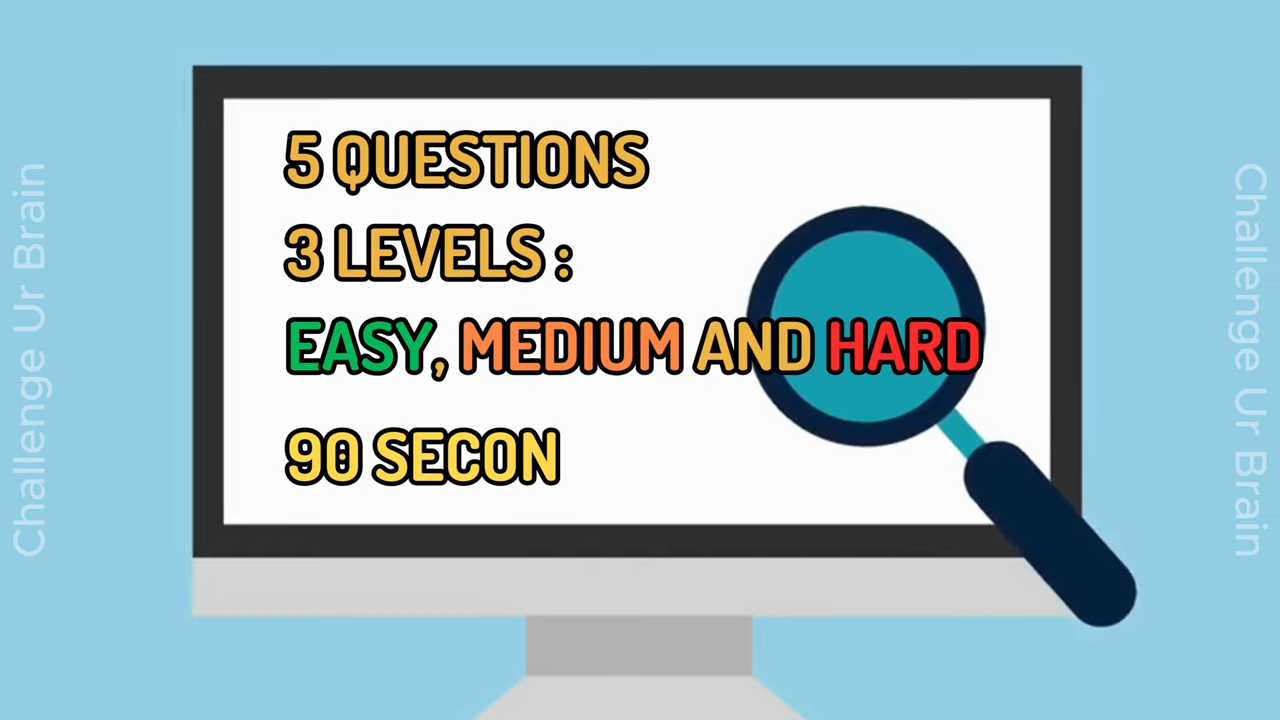 5 QUESTIONS
3 LEVELS :
EASY, MEDIUM AND HARD
90 SECON
Challenge Ur Brain
Challenge Ur Brain